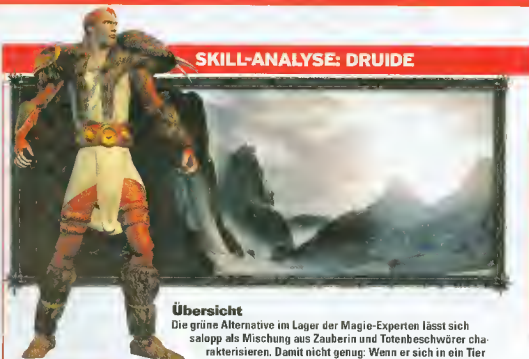 SKILL-ANALYSE: DRUIDE
Übersicht
Die grüne Alternative im Lager der Magie-Experten lässt sich
salopp als Mischung aus Zauberin und Totenbeschwörer cha-
rakterisieren. Damit nicht genug: Wenn er sich in ein Tier